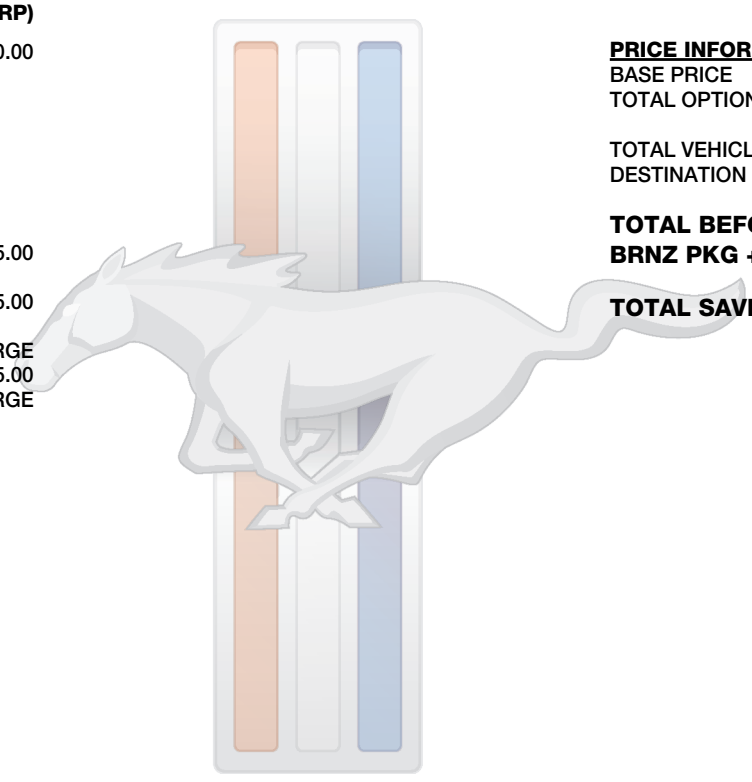 RP)
0.00
5.00
5.00
RGE
5.00
RGE
PRICE INFOR
BASE PRICE
TOTAL OPTION
TOTAL VEHICL
DESTINATION
TOTAL BEFO
BRNZ PKG +
TOTAL SAVI